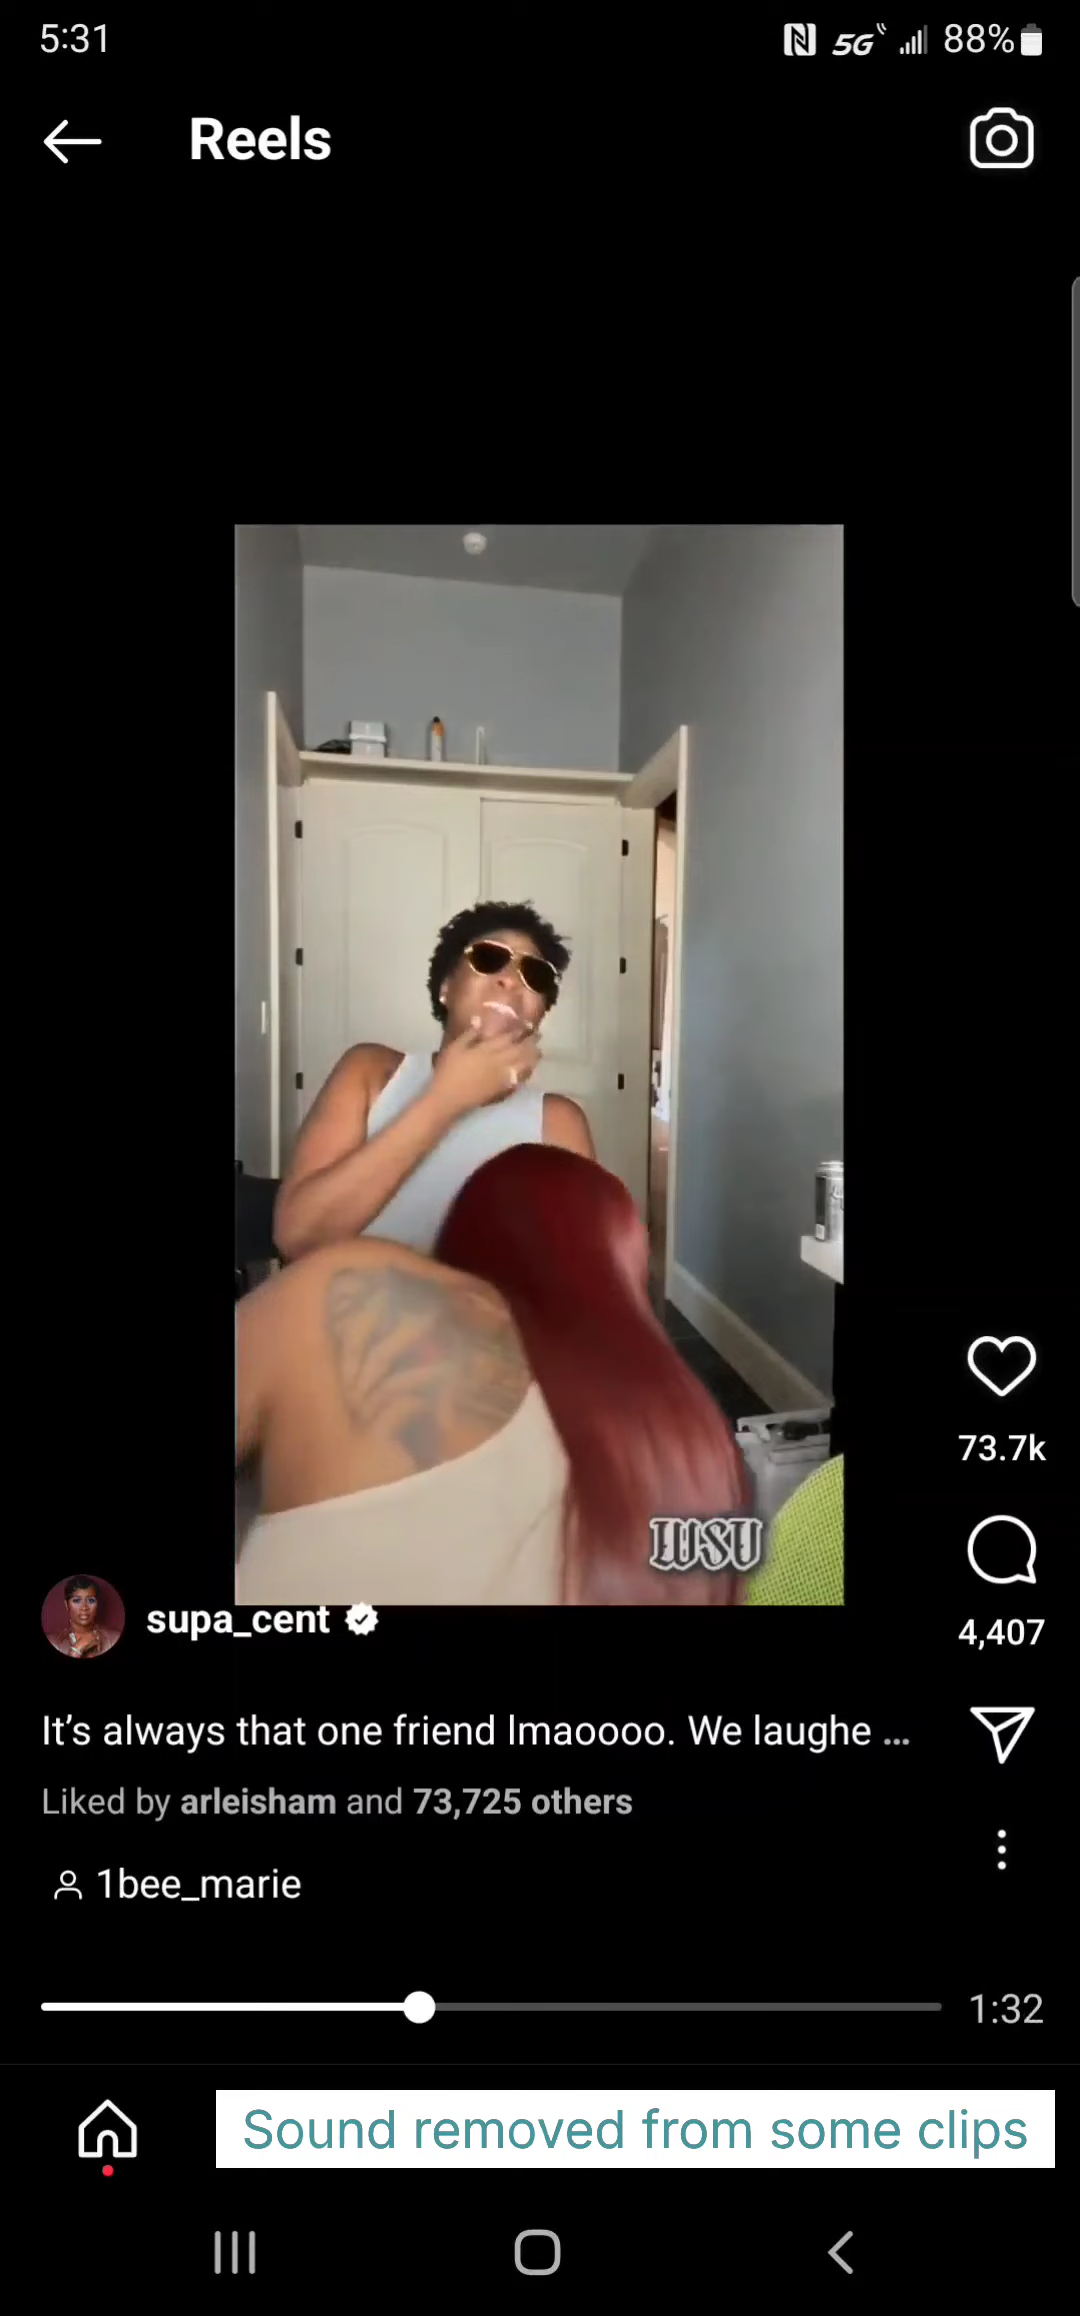 5:31
5G 88%
Reels
WSU
supa_cent
73.7k
4,407
It’s always that one friend lmaoooo. We laughe ...
Liked by arleisham and 73,725 others
1bee_marie
1:32
Sound removed from some clips